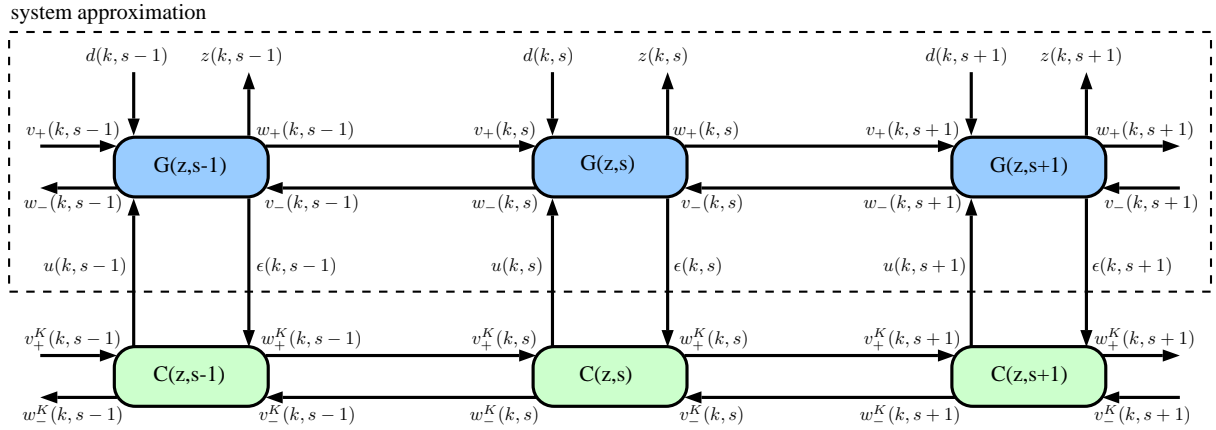 system approximation
d(k, s − 1) z(k, s − 1) d(k, s) z(k, s) d(k, s + 1) z(k, s + 1)
v₊(k, s − 1) w₊(k, s − 1) v₊(k, s) w₊(k, s) v₊(k, s + 1) w₊(k, s + 1)
G(z,s-1) G(z,s) G(z,s+1)
w₋(k, s − 1) v₋(k, s − 1) w₋(k, s) v₋(k, s) w₋(k, s + 1) v₋(k, s + 1)
u(k, s − 1) ϵ(k, s − 1) u(k, s) ϵ(k, s) u(k, s + 1) ϵ(k, s + 1)
v₊ᴷ(k, s − 1) w₊ᴷ(k, s − 1) v₊ᴷ(k, s) w₊ᴷ(k, s) v₊ᴷ(k, s + 1) w₊ᴷ(k, s + 1)
C(z,s-1) C(z,s) C(z,s+1)
w₋ᴷ(k, s − 1) v₋ᴷ(k, s − 1) w₋ᴷ(k, s) v₋ᴷ(k, s) w₋ᴷ(k, s + 1) v₋ᴷ(k, s + 1)